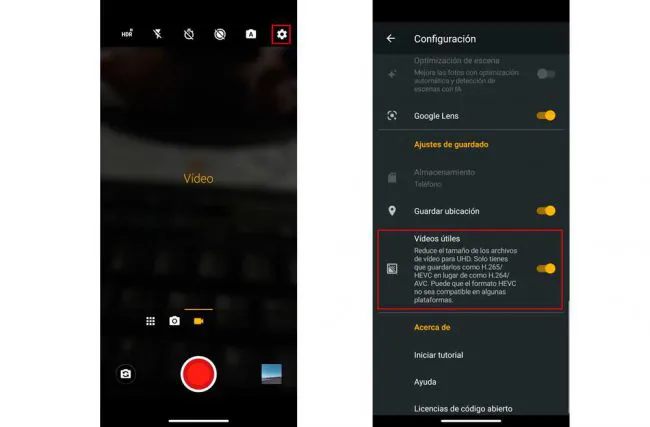 HDR
A
Vídeo
Configuración
Optimización de escena
Mejora las fotos con optimización
automática y detección de
escenas con IA
Google Lens
Ajustes de guardado
Almacenamiento
Teléfono
Guardar ubicación
Vídeos útiles
Reduce el tamaño de los archivos
de vídeo para UHD. Solo tienes
que guardarlos como H.265/
HEVC en lugar de como H.264/
AVC. Puede que el formato HEVC
no sea compatible en algunas
plataformas.
Acerca de
Iniciar tutorial
Ayuda
Licencias de código abierto